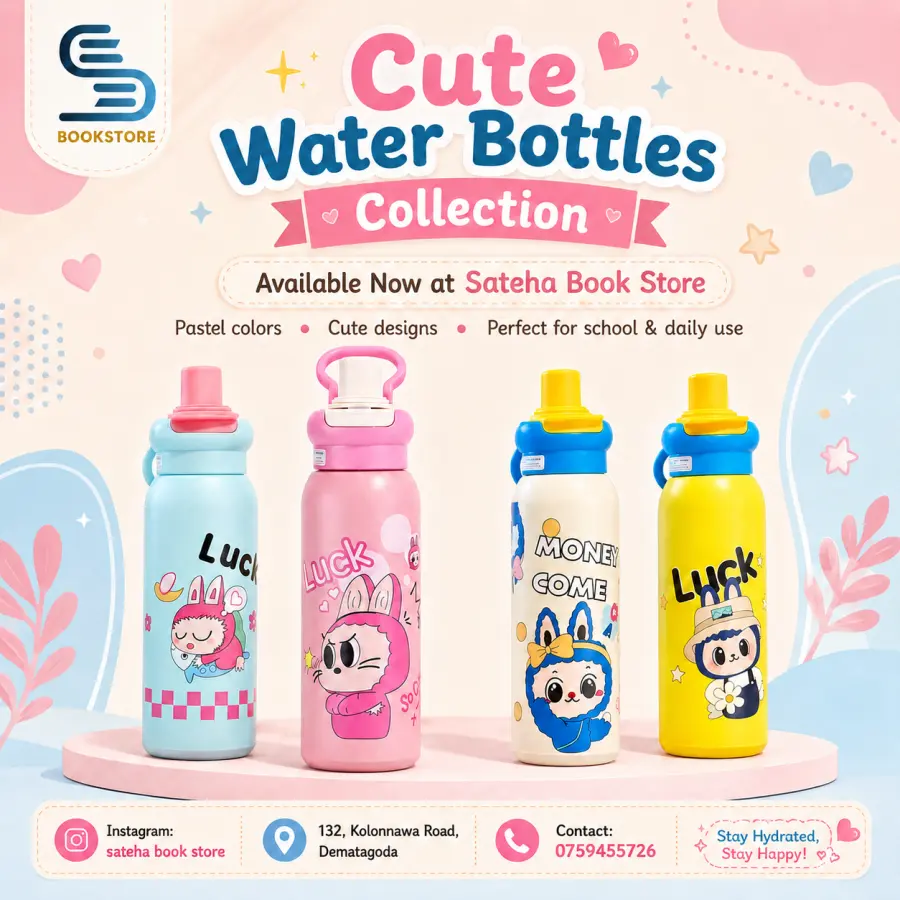 BOOKSTORE
Cute
Water Bottles
Collection
Available Now at Sateha Book Store
Pastel colors • Cute designs • Perfect for school & daily use
Luck
Luck
MONEY
COME
Luck
Instagram:
sateha book store
132, Kolonnawa Road,
Dematagoda
Contact:
0759455726
Stay Hydrated,
Stay Happy!